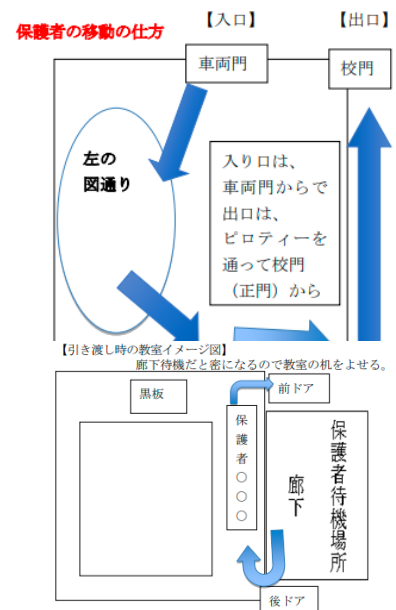 【入口】
【出口】
保護者の移動の仕方
車両門
校門
左の
図通り
入り口は、
車両門からで
出口は、
ピロティーを
通って校門
（正門）から
【引き渡し時の教室イメージ図】
廊下待機だと密になるので教室の机をよせる。
黒板
前ドア
保護者○○○
廊下
保護者待機場所
後ドア